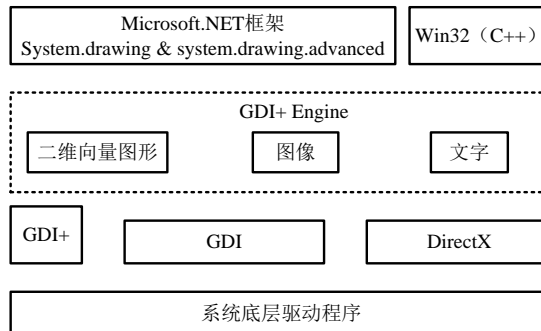 Microsoft.NET框架
System.drawing & system.drawing.advanced
Win32（C++）
GDI+ Engine
二维向量图形
图像
文字
GDI+
GDI
DirectX
系统底层驱动程序